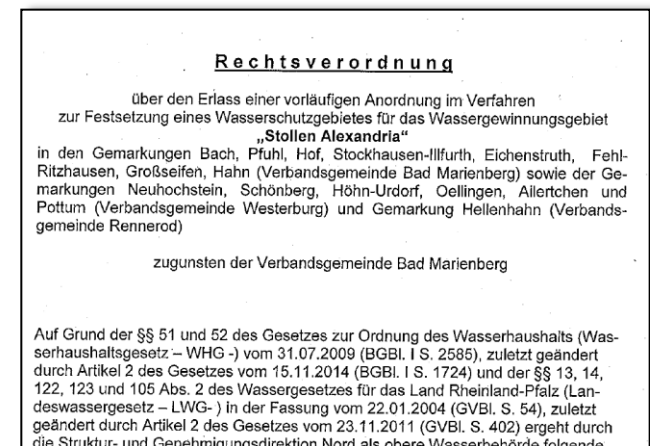 Rechtsverordnung
über den Erlass einer vorläufigen Anordnung im Verfahren
zur Festsetzung eines Wasserschutzgebietes für das Wassergewinnungsgebiet
„Stollen Alexandria“
in den Gemarkungen Bach, Pfuhl, Hof, Stockhausen-Illfurth, Eichenstruth, Fehl-
Ritzhausen, Großseifen, Hahn (Verbandsgemeinde Bad Marienberg) sowie der Ge-
markungen Neuhochstein, Schönberg, Höhn-Urdorf, Oellingen, Ailertchen und
Pottum (Verbandsgemeinde Westerburg) und Gemarkung Hellenhahn (Verbands-
gemeinde Rennerod)
zugunsten der Verbandsgemeinde Bad Marienberg
Auf Grund der §§ 51 und 52 des Gesetzes zur Ordnung des Wasserhaushalts (Was-
serhaushaltsgesetz – WHG -) vom 31.07.2009 (BGBl. I S. 2585), zuletzt geändert
durch Artikel 2 des Gesetzes vom 15.11.2014 (BGBl. I S. 1724) und der §§ 13, 14,
122, 123 und 105 Abs. 2 des Wassergesetzes für das Land Rheinland-Pfalz (Lan-
deswassergesetz – LWG- ) in der Fassung vom 22.01.2004 (GVBl. S. 54), zuletzt
geändert durch Artikel 2 des Gesetzes vom 23.11.2011 (GVBl. S. 402) ergeht durch
die Struktur- und Genehmigungsdirektion Nord als obere Wasserbehörde folgende